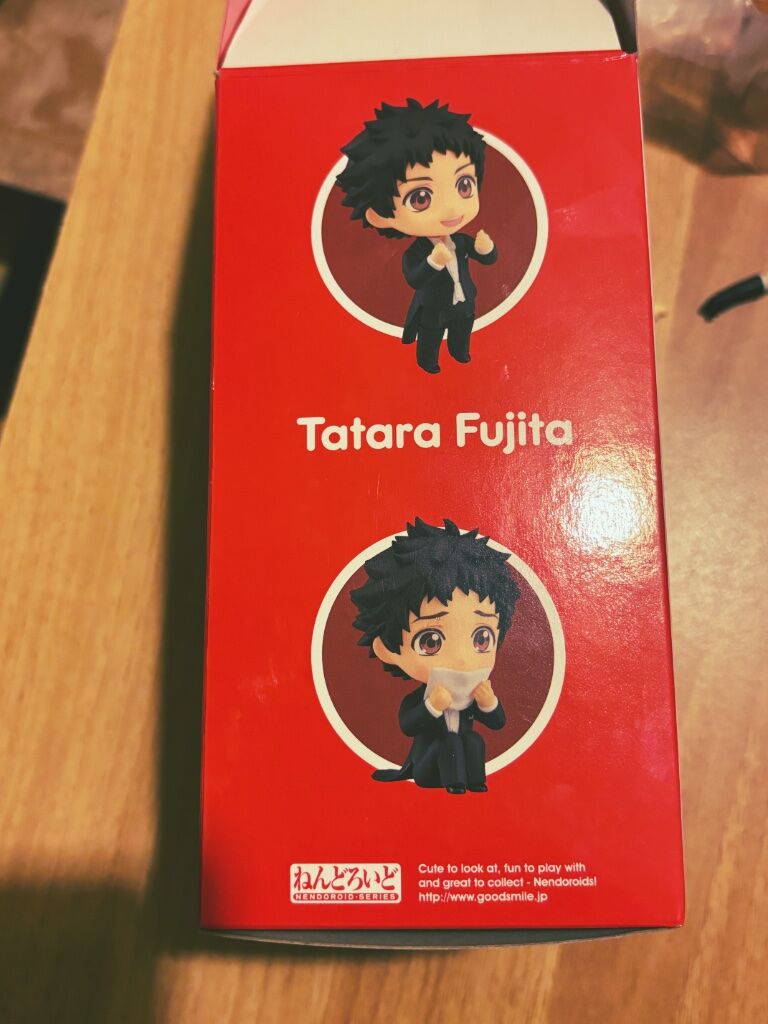 Tatara Fujita
ねんどろいど
NENDOROID-SERIES
Cute to look at, fun to play with
and great to collect - Nendoroids!
http://www.goodsmile.jp